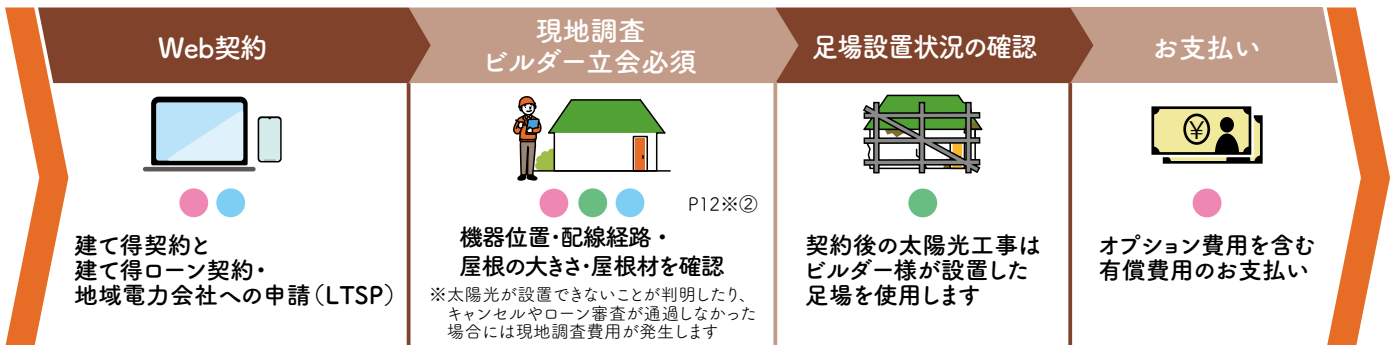 Web契約
建て得契約と
建て得ローン契約・
地域電力会社への申請（LTSP）
現地調査
ビルダー立会必須
P12※②
機器位置・配線経路・
屋根の大きさ・屋根材を確認
※太陽光が設置できないことが判明したり、
キャンセルやローン審査が通過しなかった
場合には現地調査費用が発生します
足場設置状況の確認
契約後の太陽光工事は
ビルダー様が設置した
足場を使用します
お支払い
¥
オプション費用を含む
有償費用のお支払い